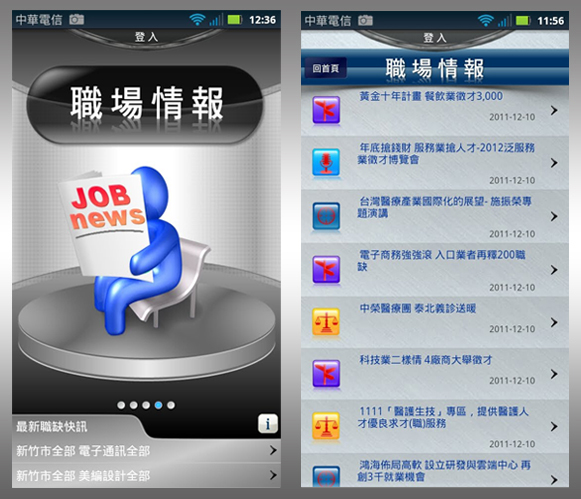 中華電信 12:36
登入
職場情報
JOB
news
最新職缺快訊
i
新竹市全部 電子通訊全部
新竹市全部 美編設計全部
中華電信 11:56
登入
回首頁
職場情報
黃金十年計畫 餐飲業徵才3,000
2011-12-10
年底搶錢財 服務業搶人才-2012泛服務
業徵才博覽會
2011-12-10
台灣醫療產業國際化的展望- 施振榮專
題演講
2011-12-10
電子商務強強滾 入口業者再釋200職
缺
2011-12-10
中榮醫療團 泰北義診送暖
2011-12-10
科技業二樣情 4廠商大舉徵才
2011-12-10
1111「醫護生技」專區，提供醫護人
才優良求才(職)服務
2011-12-10
鴻海佈局高軟 設立研發與雲端中心 再
創3千就業機會